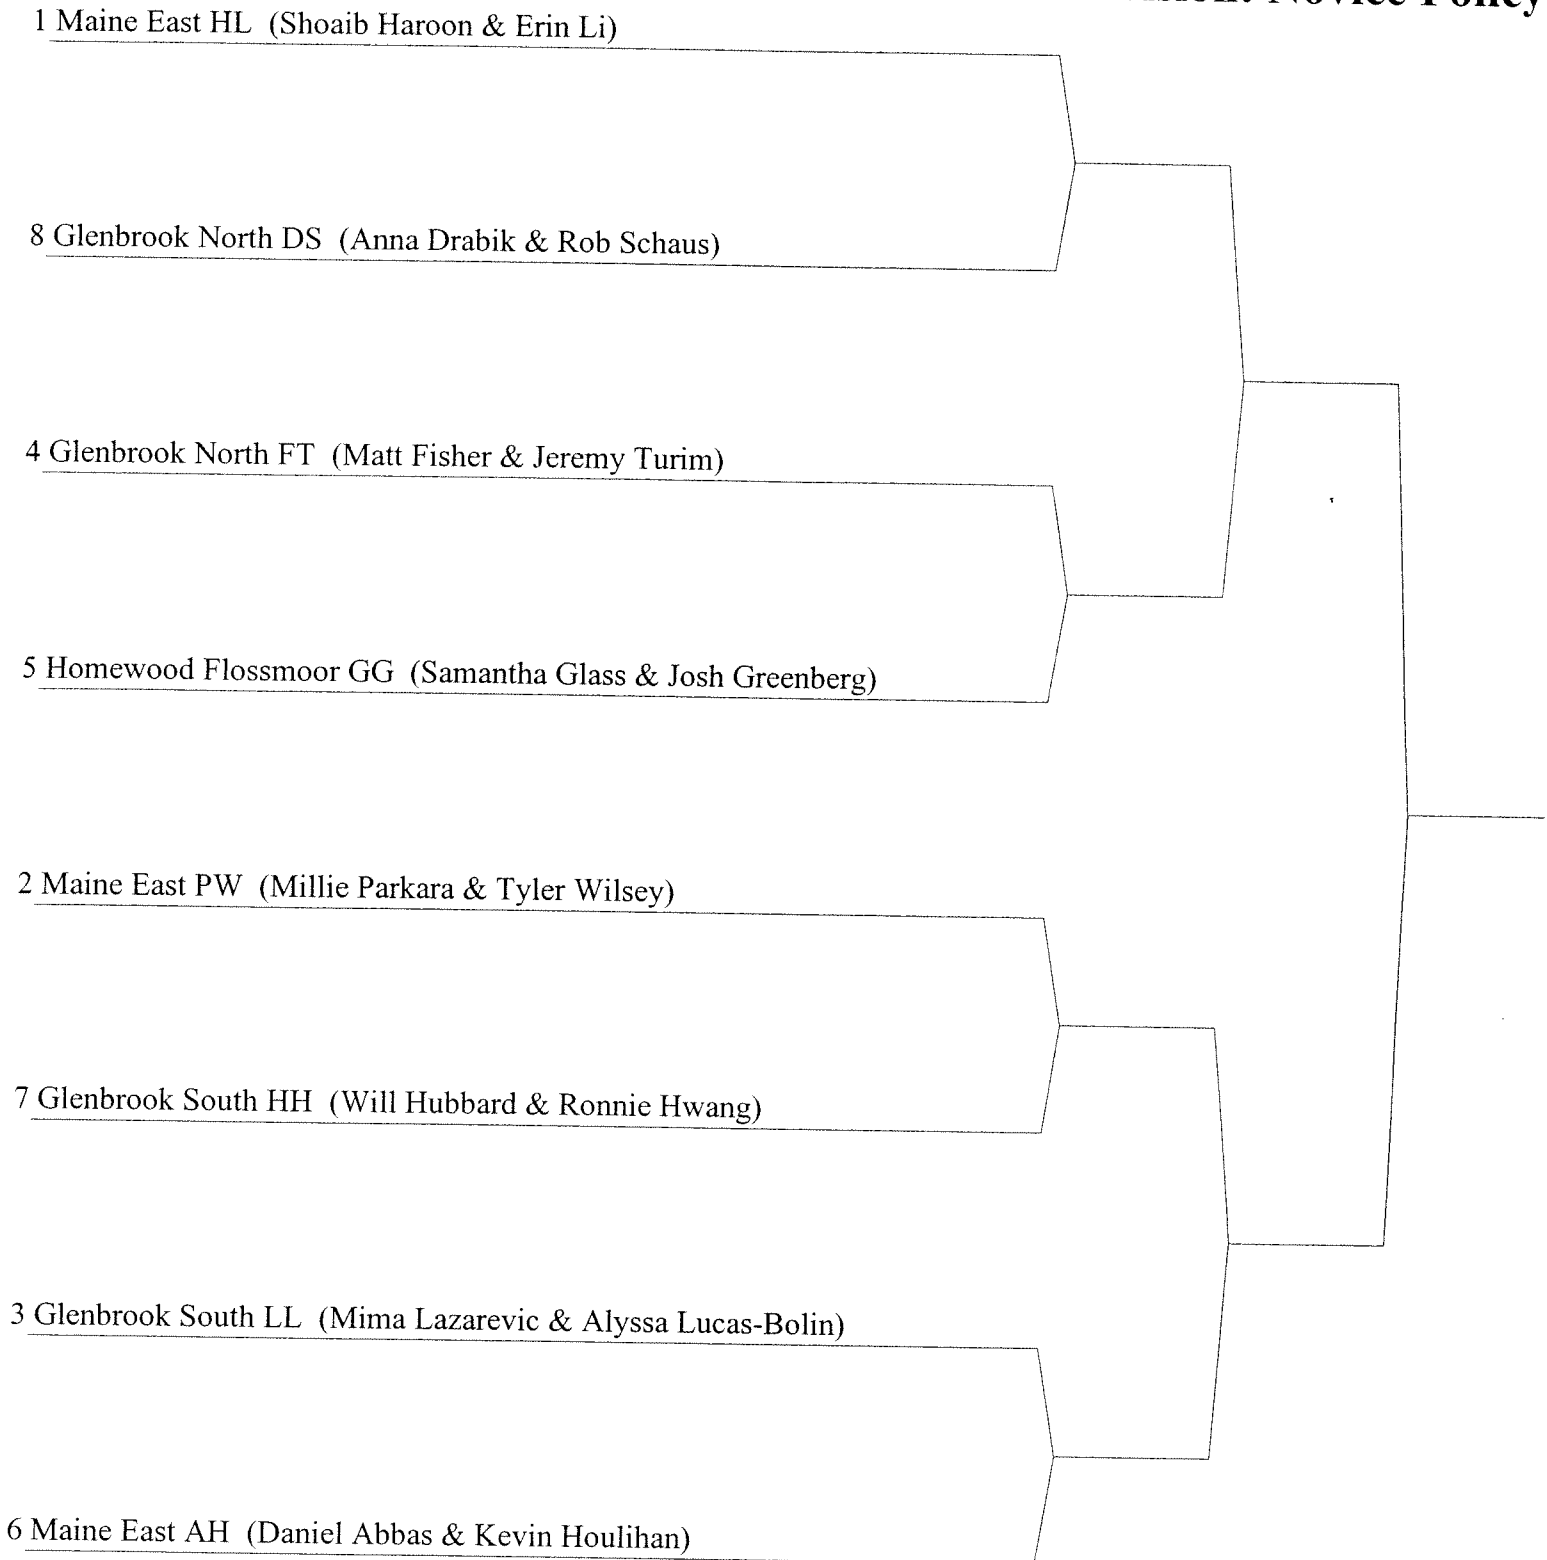 Novice Policy
1 Maine East HL (Shoaib Haroon & Erin Li)
8 Glenbrook North DS (Anna Drabik & Rob Schaus)
4 Glenbrook North FT (Matt Fisher & Jeremy Turim)
5 Homewood Flossmoor GG (Samantha Glass & Josh Greenberg)
2 Maine East PW (Millie Parkara & Tyler Wilsey)
7 Glenbrook South HH (Will Hubbard & Ronnie Hwang)
3 Glenbrook South LL (Mima Lazarevic & Alyssa Lucas-Bolin)
6 Maine East AH (Daniel Abbas & Kevin Houlihan)